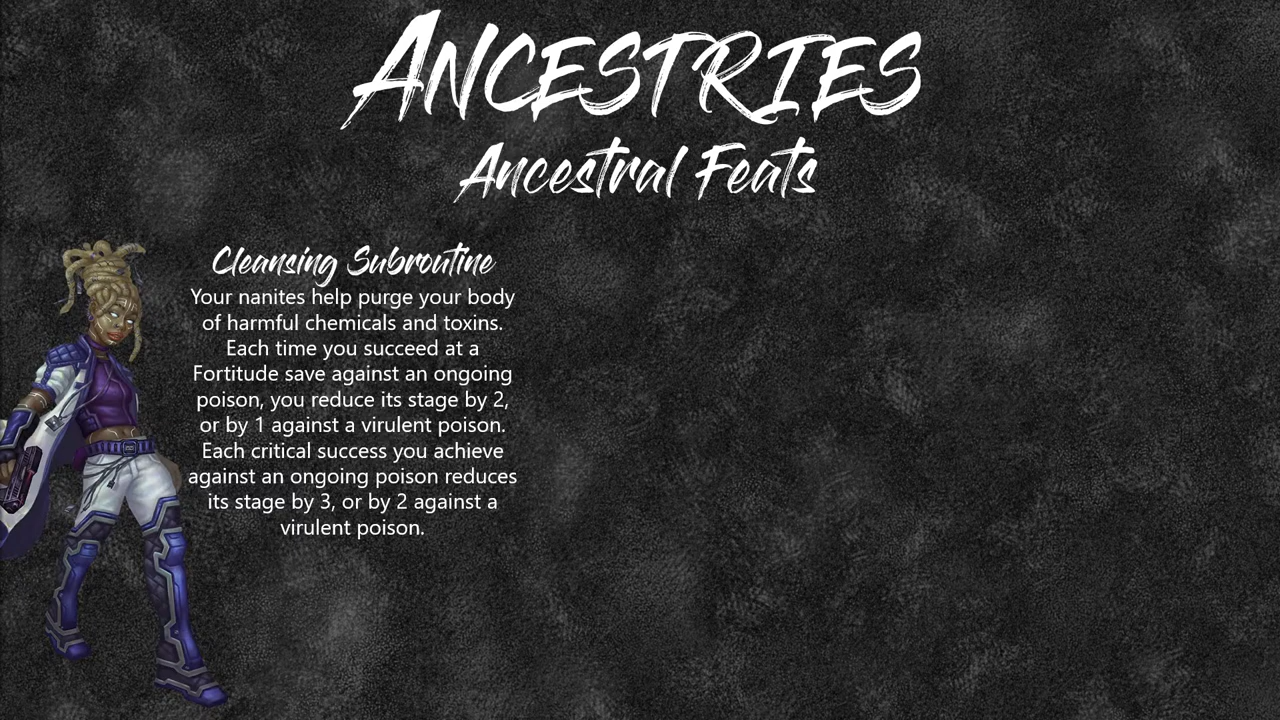 ANCESTRIES
Ancestral Feats
Cleansing Subroutine
Your nanites help purge your body
of harmful chemicals and toxins.
Each time you succeed at a
Fortitude save against an ongoing
poison, you reduce its stage by 2,
or by 1 against a virulent poison.
Each critical success you achieve
against an ongoing poison reduces
its stage by 3, or by 2 against a
virulent poison.